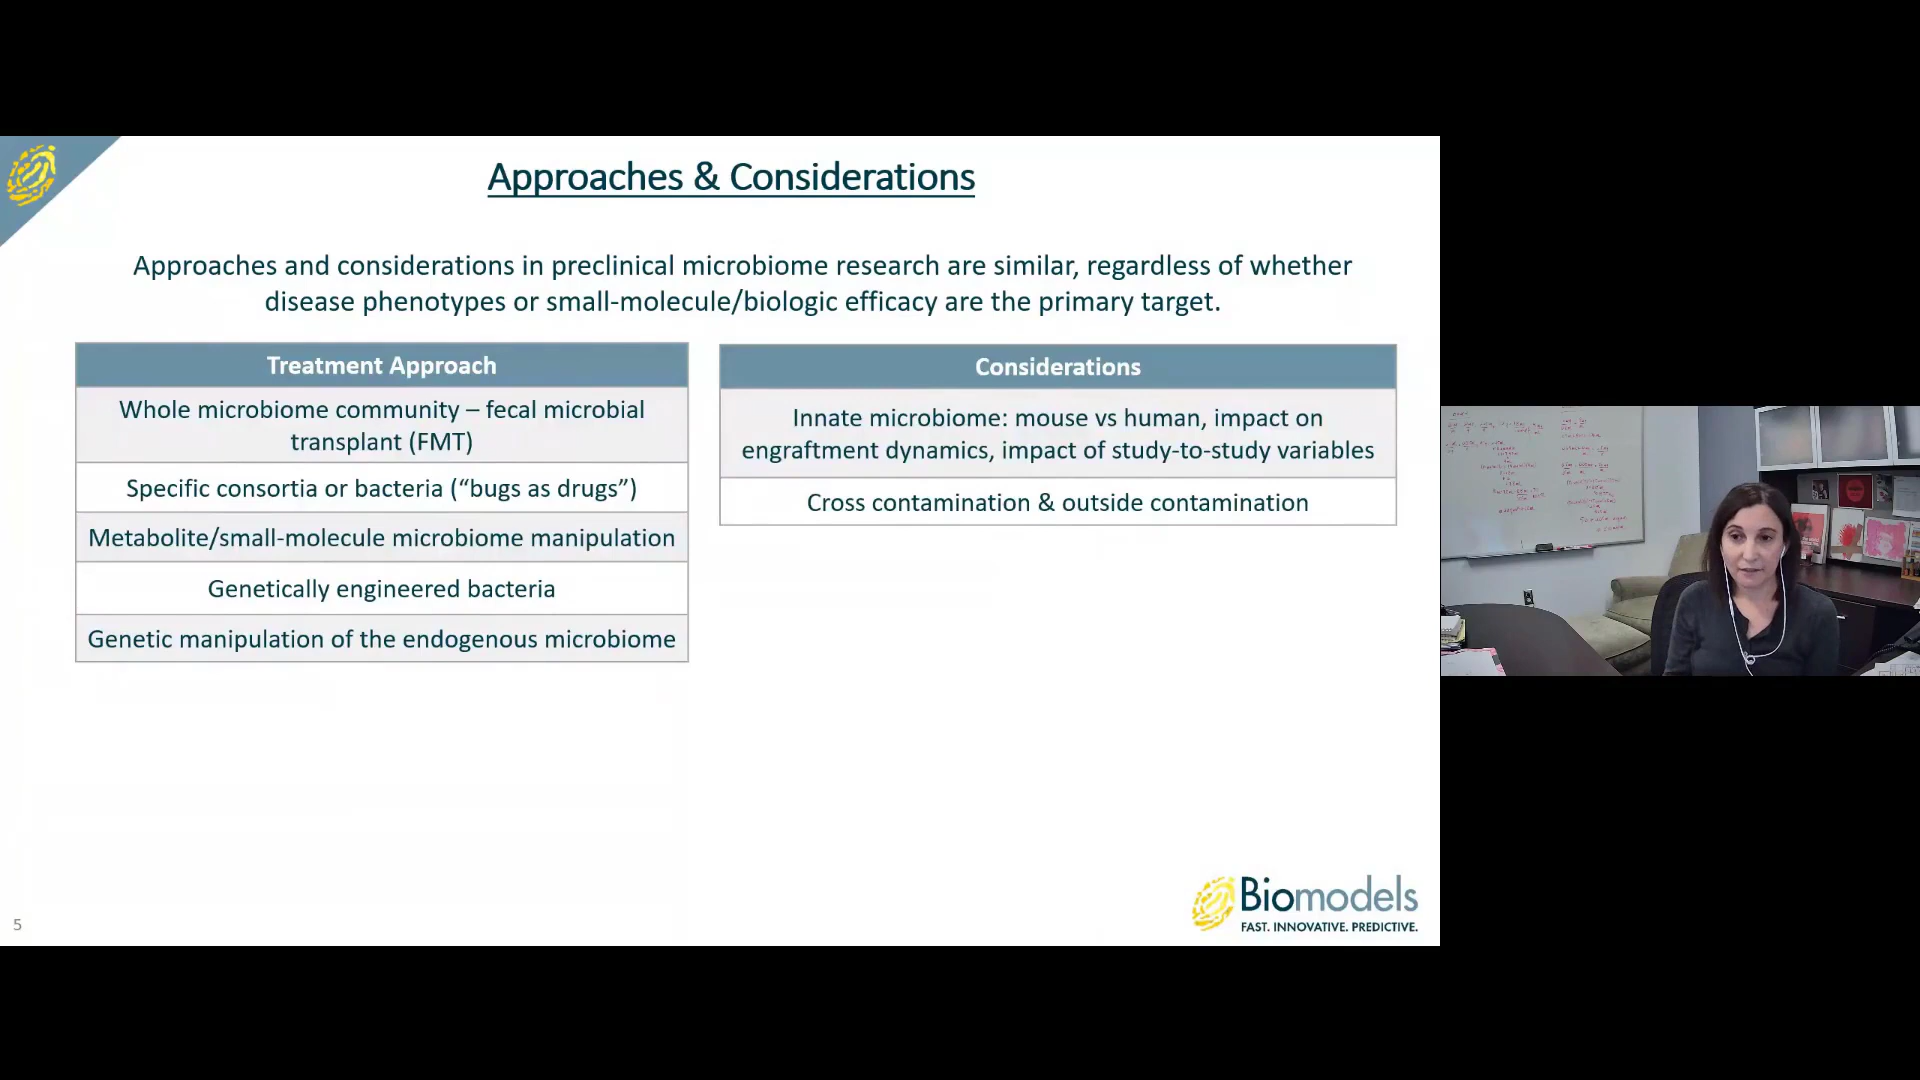 Approaches & Considerations
Approaches and considerations in preclinical microbiome research are similar, regardless of whether
disease phenotypes or small-molecule/biologic efficacy are the primary target.
Treatment Approach
Whole microbiome community – fecal microbial
transplant (FMT)
Specific consortia or bacteria (“bugs as drugs”)
Metabolite/small-molecule microbiome manipulation
Genetically engineered bacteria
Genetic manipulation of the endogenous microbiome
Considerations
Innate microbiome: mouse vs human, impact on
engraftment dynamics, impact of study-to-study variables
Cross contamination & outside contamination
5
Biomodels
FAST. INNOVATIVE. PREDICTIVE.